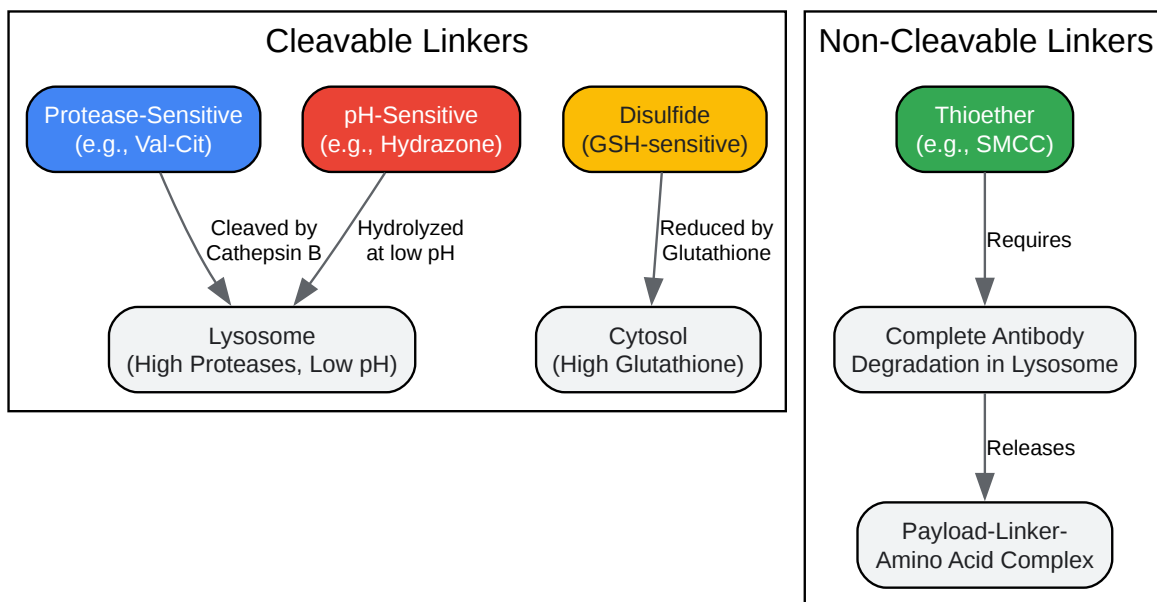 Cleavable Linkers
Protease-Sensitive
(e.g., Val-Cit)
pH-Sensitive
(e.g., Hydrazone)
Disulfide
(GSH-sensitive)
Cleaved by
Cathepsin B
Hydrolyzed
at low pH
Reduced by
Glutathione
Lysosome
(High Proteases, Low pH)
Cytosol
(High Glutathione)
Non-Cleavable Linkers
Thioether
(e.g., SMCC)
Requires
Complete Antibody
Degradation in Lysosome
Releases
Payload-Linker-
Amino Acid Complex